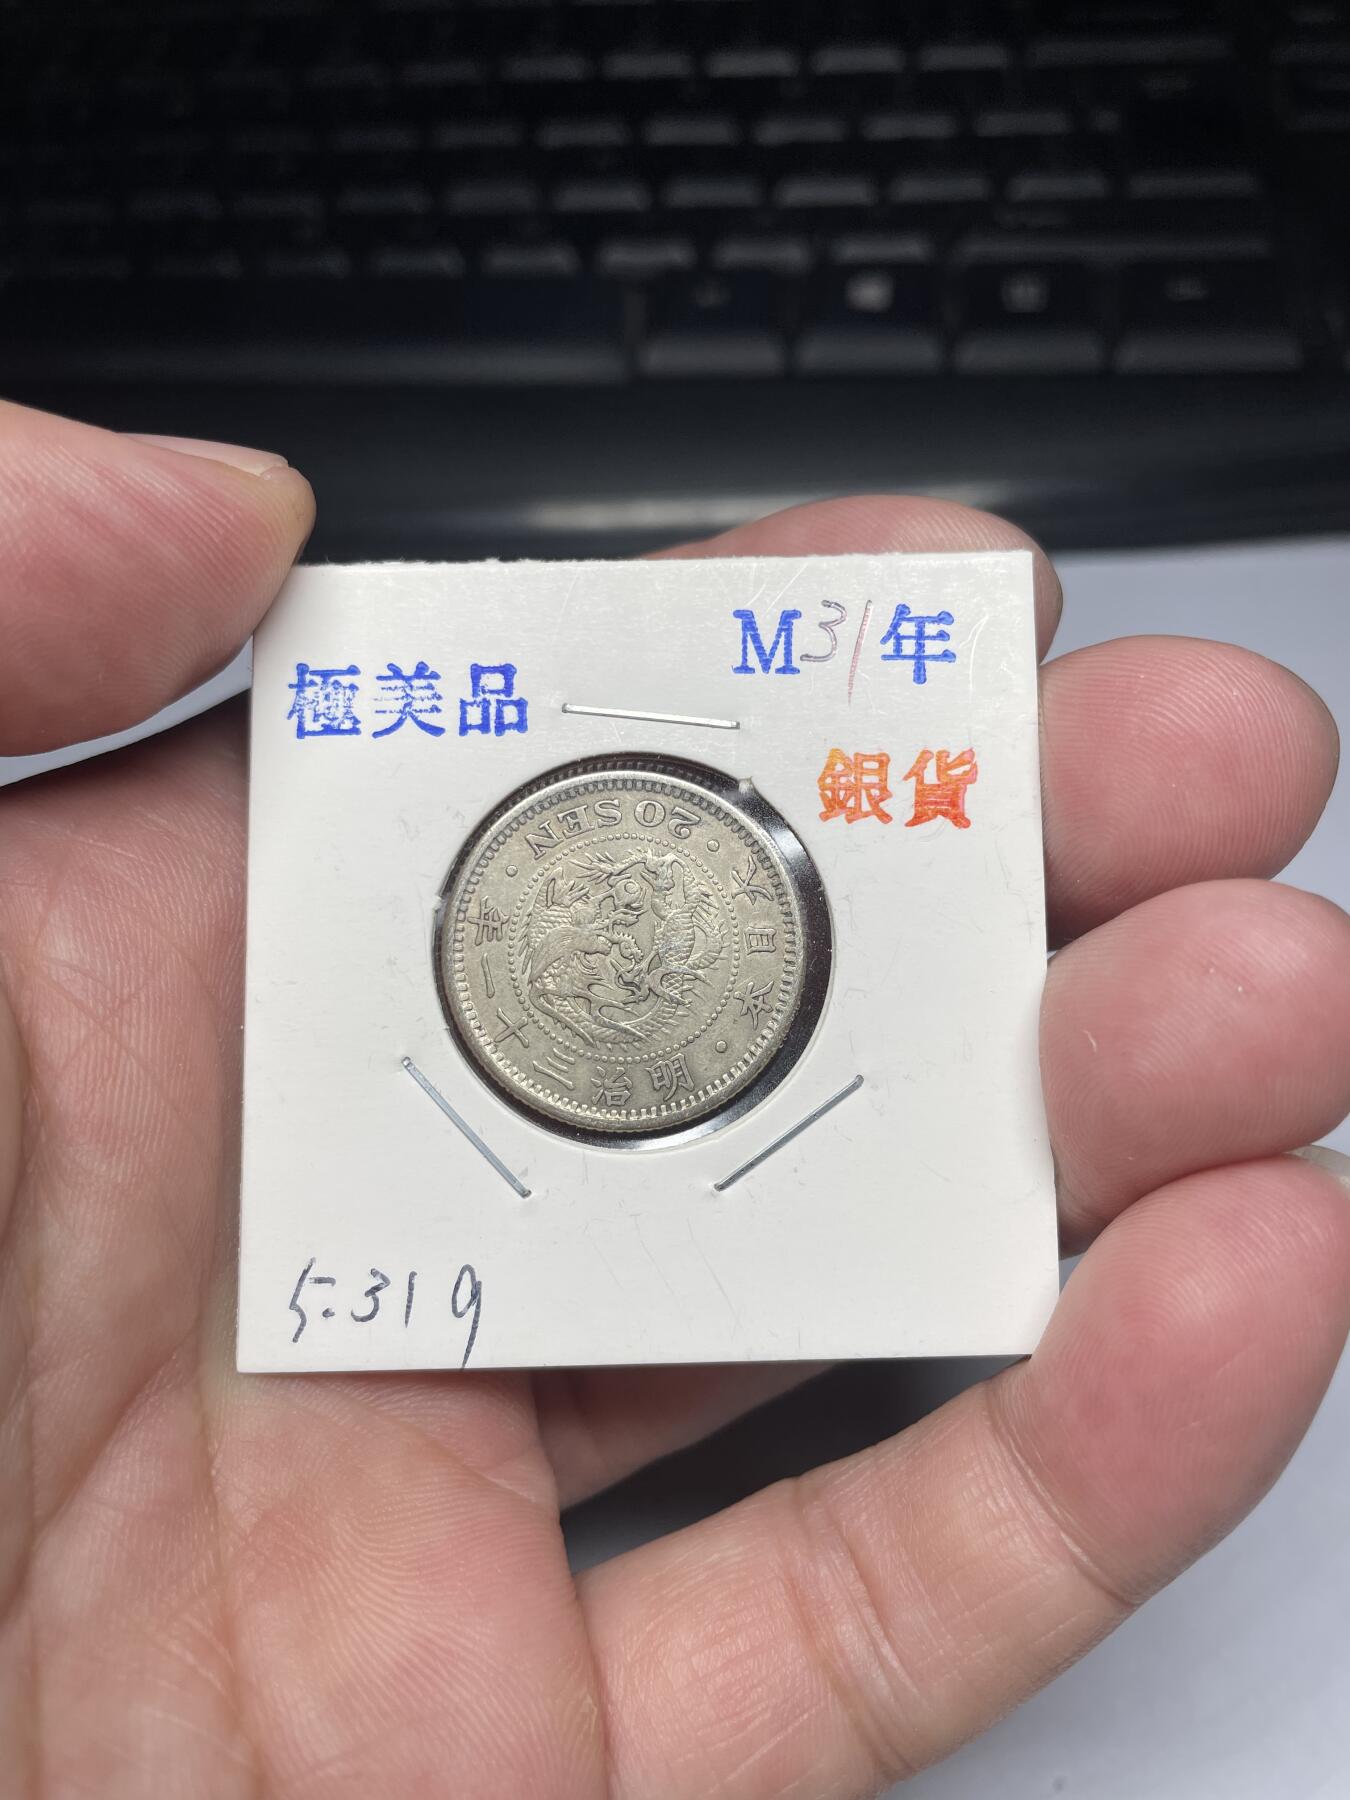 M31年
極美品
銀貨
大日本・明治三十一年・20 SEN・
5.31g